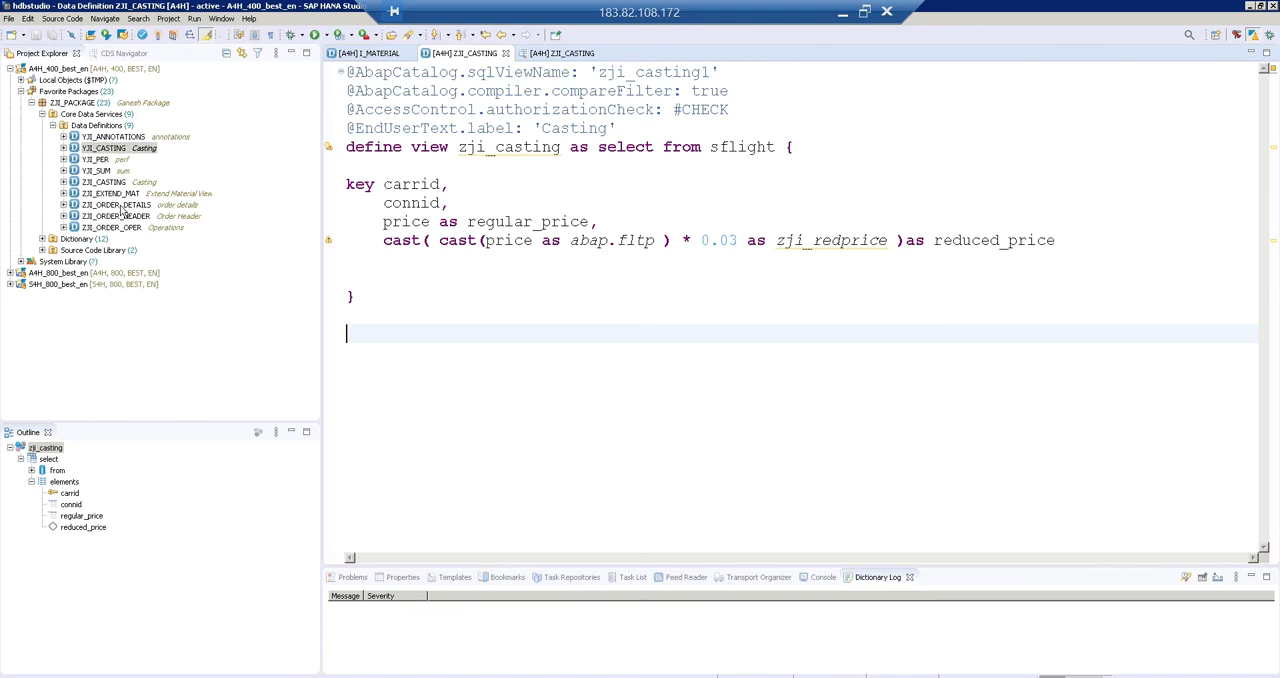 hdbstudio - Data Definition ZJI_CASTING [A4H] - active - A4H_400_best_en - SAP HANA Studio
183.82.108.172
File Edit Source Code Navigate Search Project Run Window Help
Project Explorer CDS Navigator
[A4H] I_MATERIAL [A4H] ZJI_CASTING [A4H] ZJI_CASTING
A4H_400_best_en [A4H, 400, BEST, EN]
Local Objects ($TMP) (?)
Favorite Packages (23)
ZJI_PACKAGE (23) Ganesh Package
Core Data Services (9)
Data Definitions (9)
YJI_ANNOTATIONS annotations
YJI_CASTING Casting
YJI_PER perf
YJI_SUM sum
ZJI_CASTING Casting
ZJI_EXTEND_MAT Extend Material View
ZJI_ORDER_DETAILS order details
ZJI_ORDER_HEADER Order Header
ZJI_ORDER_OPER Operations
Dictionary (12)
Source Code Library (2)
System Library (?)
A4H_800_best_en [A4H, 800, BEST, EN]
S4H_800_best_en [S4H, 800, BEST, EN]
@AbapCatalog.sqlViewName: 'zji_casting1'
@AbapCatalog.compiler.compareFilter: true
@AccessControl.authorizationCheck: #CHECK
@EndUserText.label: 'Casting'
define view zji_casting as select from sflight {
key carrid,
connid,
price as regular_price,
cast( cast(price as abap.fltp ) * 0.03 as zji_redprice )as reduced_price
}
Outline
zji_casting
select
from
elements
carrid
connid
regular_price
reduced_price
Problems Properties Templates Bookmarks Task Repositories Task List Feed Reader Transport Organizer Console Dictionary Log
Message Severity